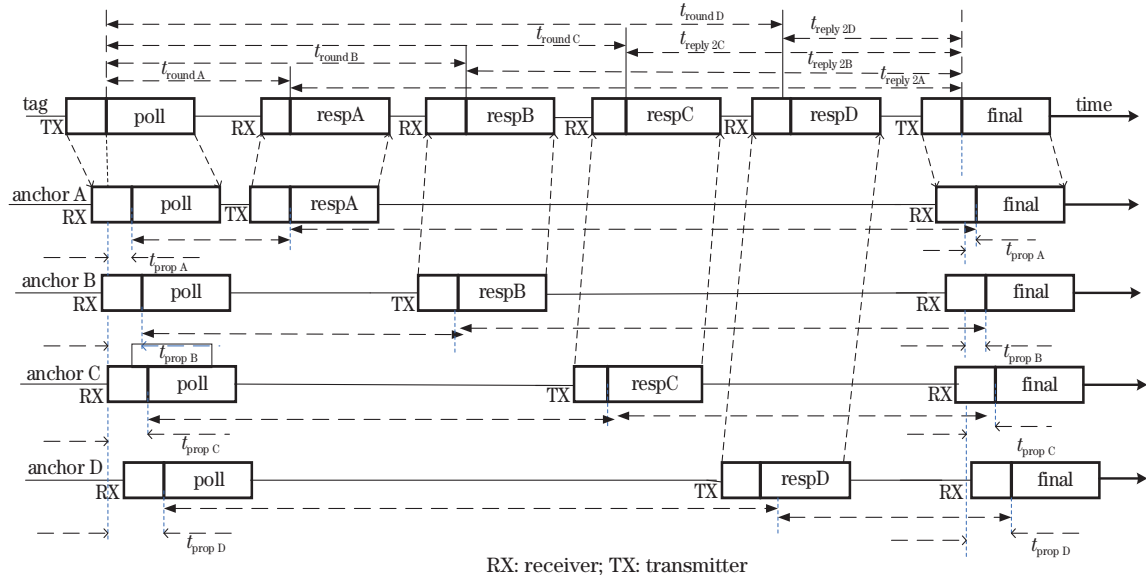 t_round D
t_reply 2D
t_round C
t_reply 2C
t_round B
t_reply 2B
t_round A
t_reply 2A
tag
TX poll RX respA RX respB RX respC RX respD TX final time
anchor A
RX poll TX respA RX final
t_prop A t_prop A
anchor B
RX poll TX respB RX final
t_prop B t_prop B
anchor C
RX poll TX respC RX final
t_prop C t_prop C
anchor D
RX poll TX respD RX final
t_prop D t_prop D
RX: receiver; TX: transmitter